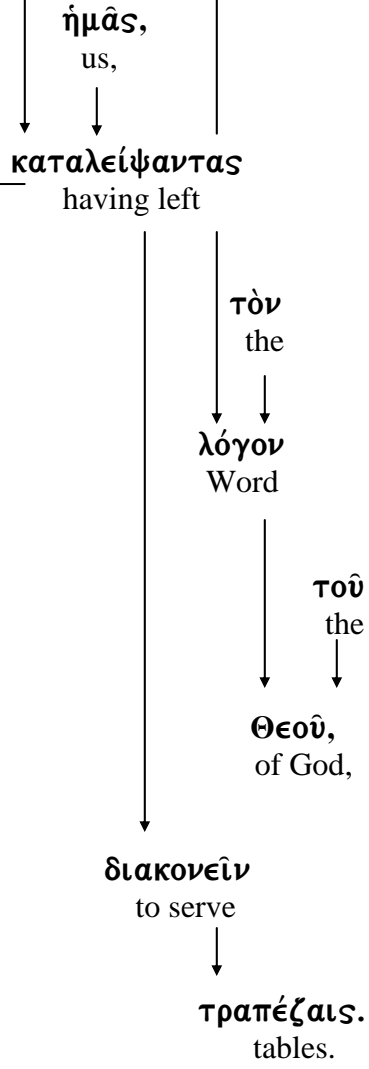 ἡμᾶς,
us,
καταλείψαντας
having left
τὸν
the
λόγον
Word
τοῦ
the
Θεοῦ,
of God,
διακονεῖν
to serve
τραπέζαις.
tables.